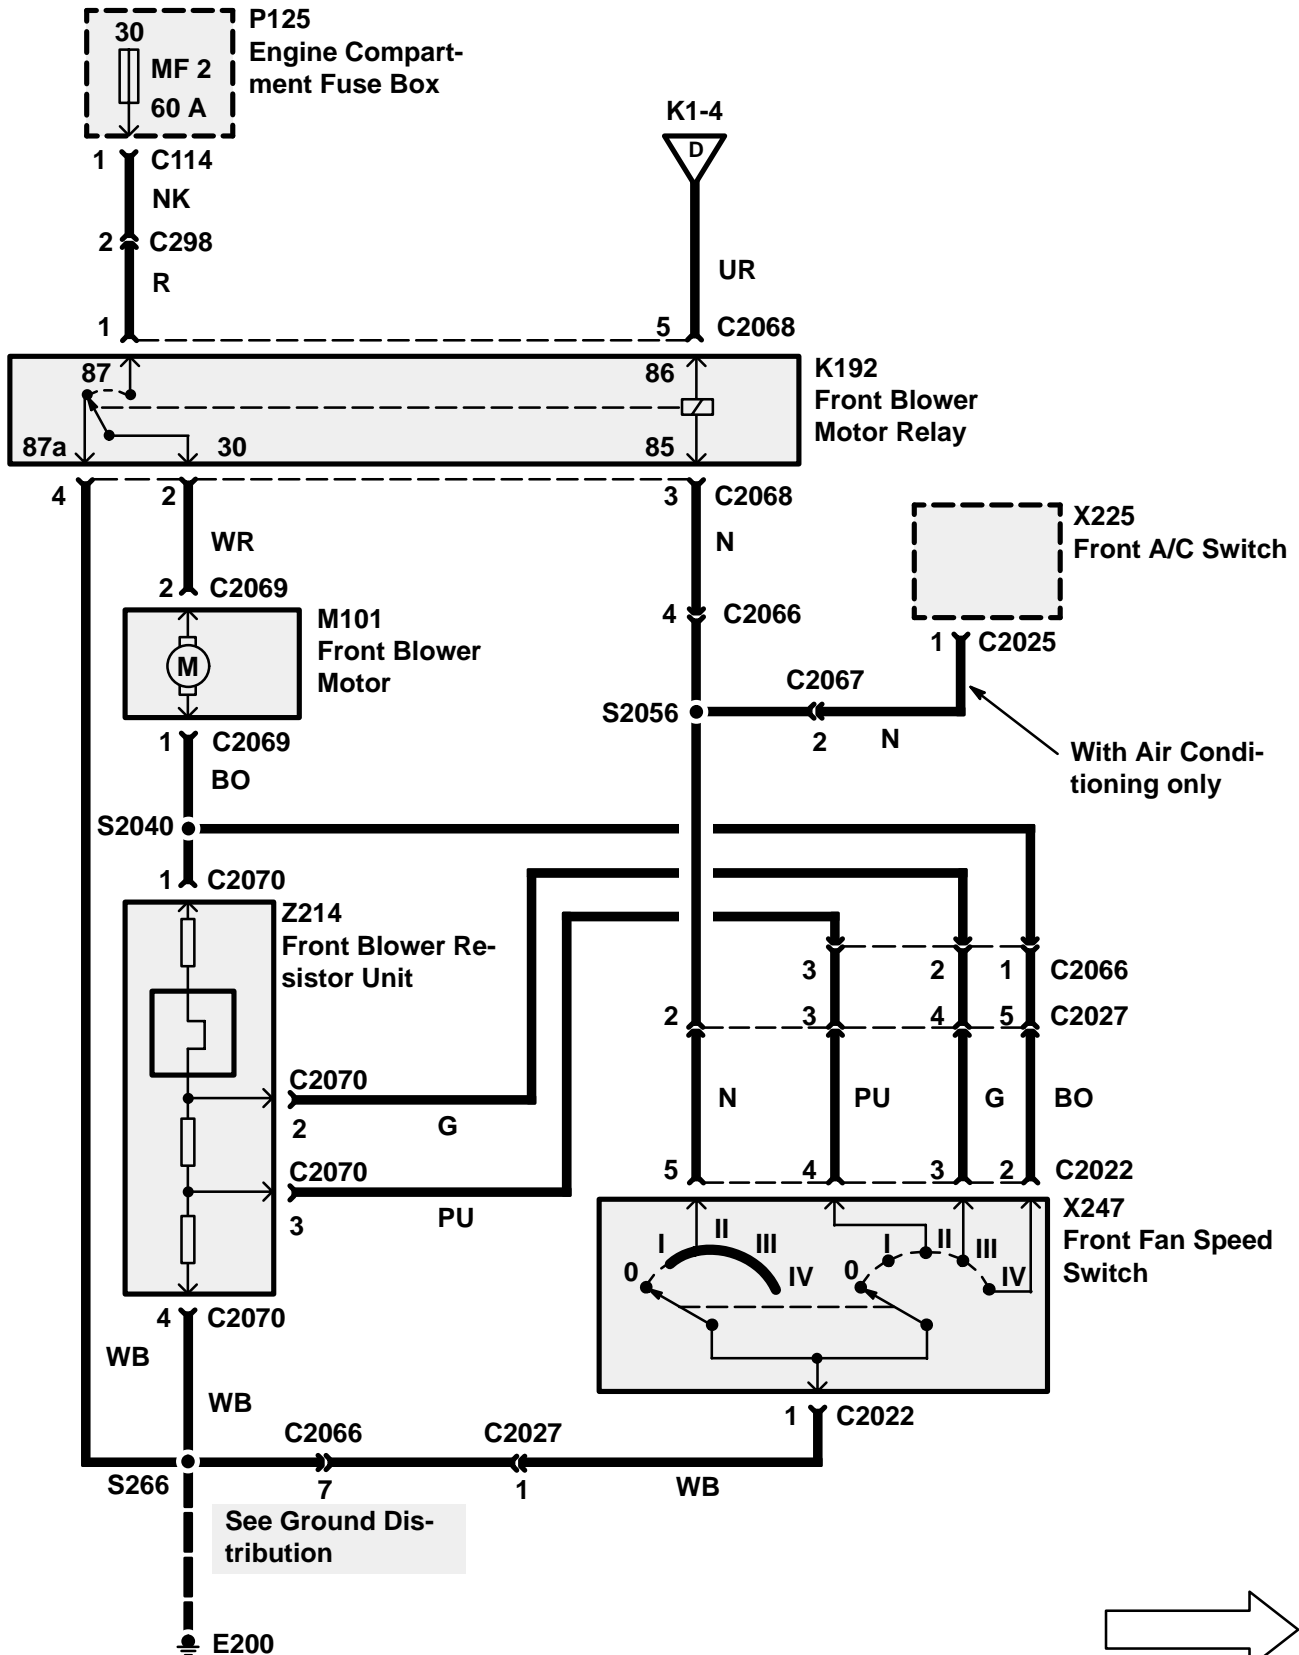 P125
Engine Compart-
ment Fuse Box
30
MF 2
60 A
1 C114
NK
2 C298
R
K1-4
D
UR
1
5 C2068
87
86
87a
30
85
K192
Front Blower
Motor Relay
4
2
3 C2068
WR
N
2 C2069
M101
Front Blower
Motor
M
4 C2066
X225
Front A/C Switch
1 C2025
C2067
S2056
2
N
With Air Condi-
tioning only
1 C2069
BO
S2040
1 C2070
Z214
Front Blower Re-
sistor Unit
3 2 1 C2066
2 3 4 5 C2027
C2070
2
G
N PU G BO
C2070
3
PU
5 4 3 2 C2022
X247
Front Fan Speed
Switch
0 I II III IV
0 I II III IV
4 C2070
WB
WB
1 C2022
C2066
7
C2027
1
WB
S266
See Ground Dis-
tribution
E200